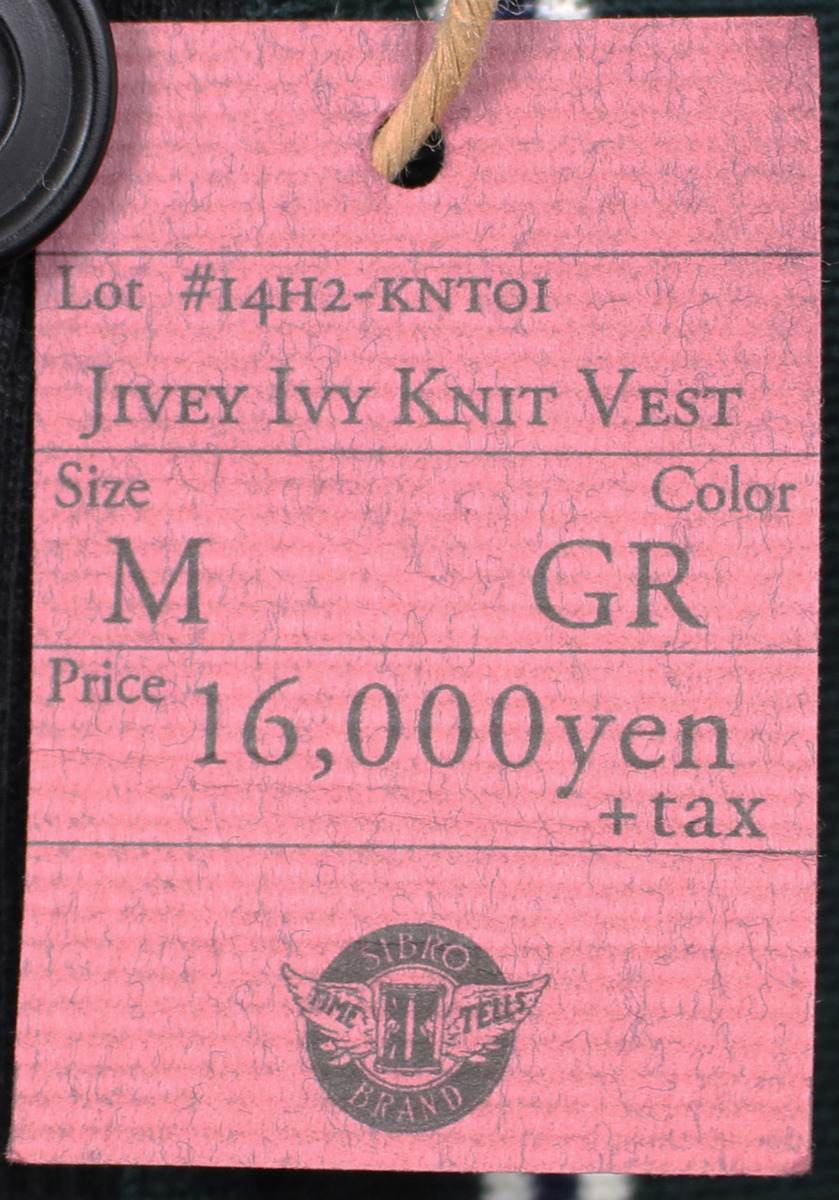 Lot #14H2-KNT01
JIVEY IVY KNIT VEST
Size Color
M GR
Price 16,000yen
+tax
SIBRO
TIME TELLS
BRAND